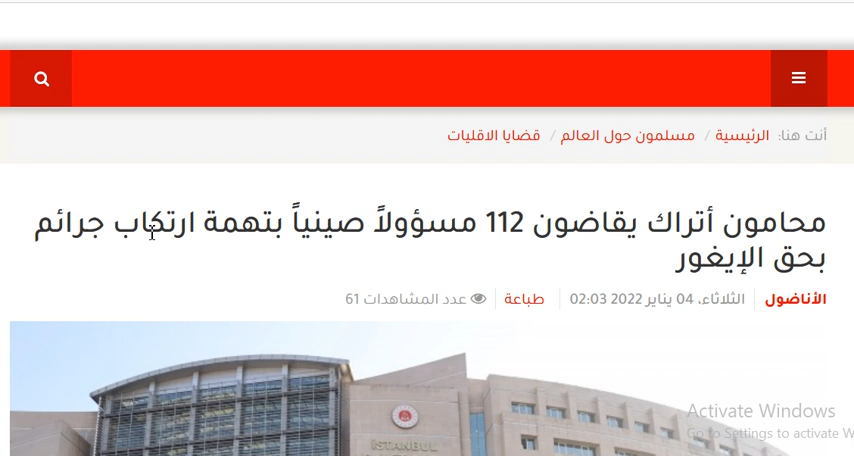 أنت هنا: الرئيسية / مسلمون حول العالم / قضايا الاقليات
محامون أتراك يقاضون 112 مسؤولاً صينياً بتهمة ارتكاب جرائم
بحق الإيغور
الأناضول الثلاثاء، 04 يناير 2022 02:03 طباعة عدد المشاهدات 61
İSTANBUL
Activate Windows
Go to Settings to activate W